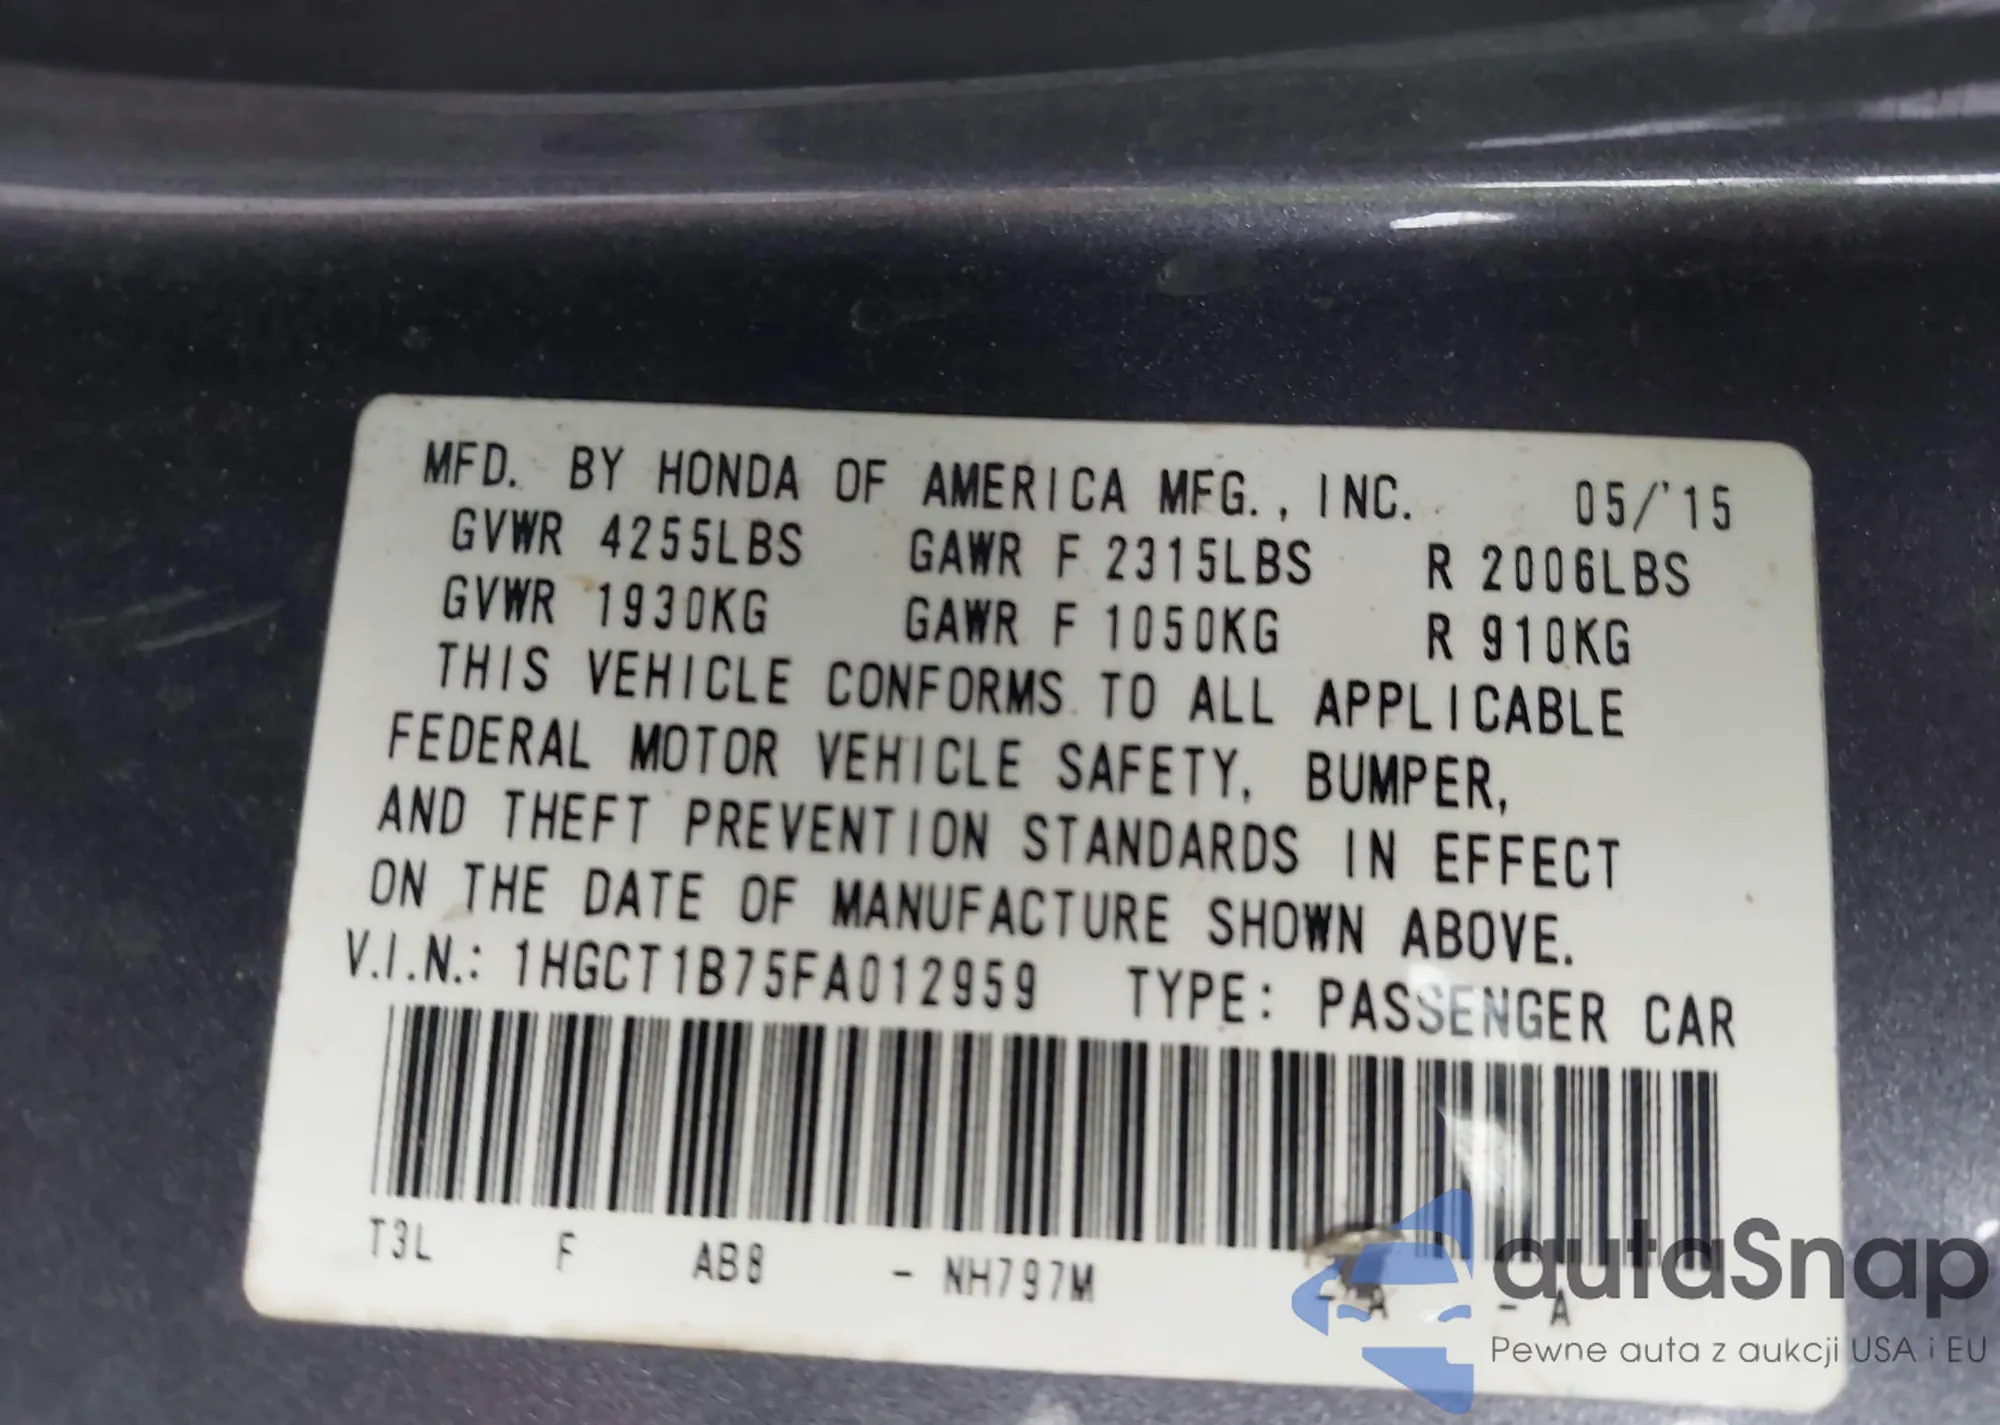 MFD. BY HONDA OF AMERICA MFG., INC. 05/'15
GVWR 4255LBS GAWR F 2315LBS R 2006LBS
GVWR 1930KG GAWR F 1050KG R 910KG
THIS VEHICLE CONFORMS TO ALL APPLICABLE
FEDERAL MOTOR VEHICLE SAFETY, BUMPER,
AND THEFT PREVENTION STANDARDS IN EFFECT
ON THE DATE OF MANUFACTURE SHOWN ABOVE.
V.I.N.: 1HGCT1B75FA012959 TYPE: PASSENGER CAR
T3L F AB8 - NH797M - A - A
autaSnap
Pewne auta z aukcji USA i EU